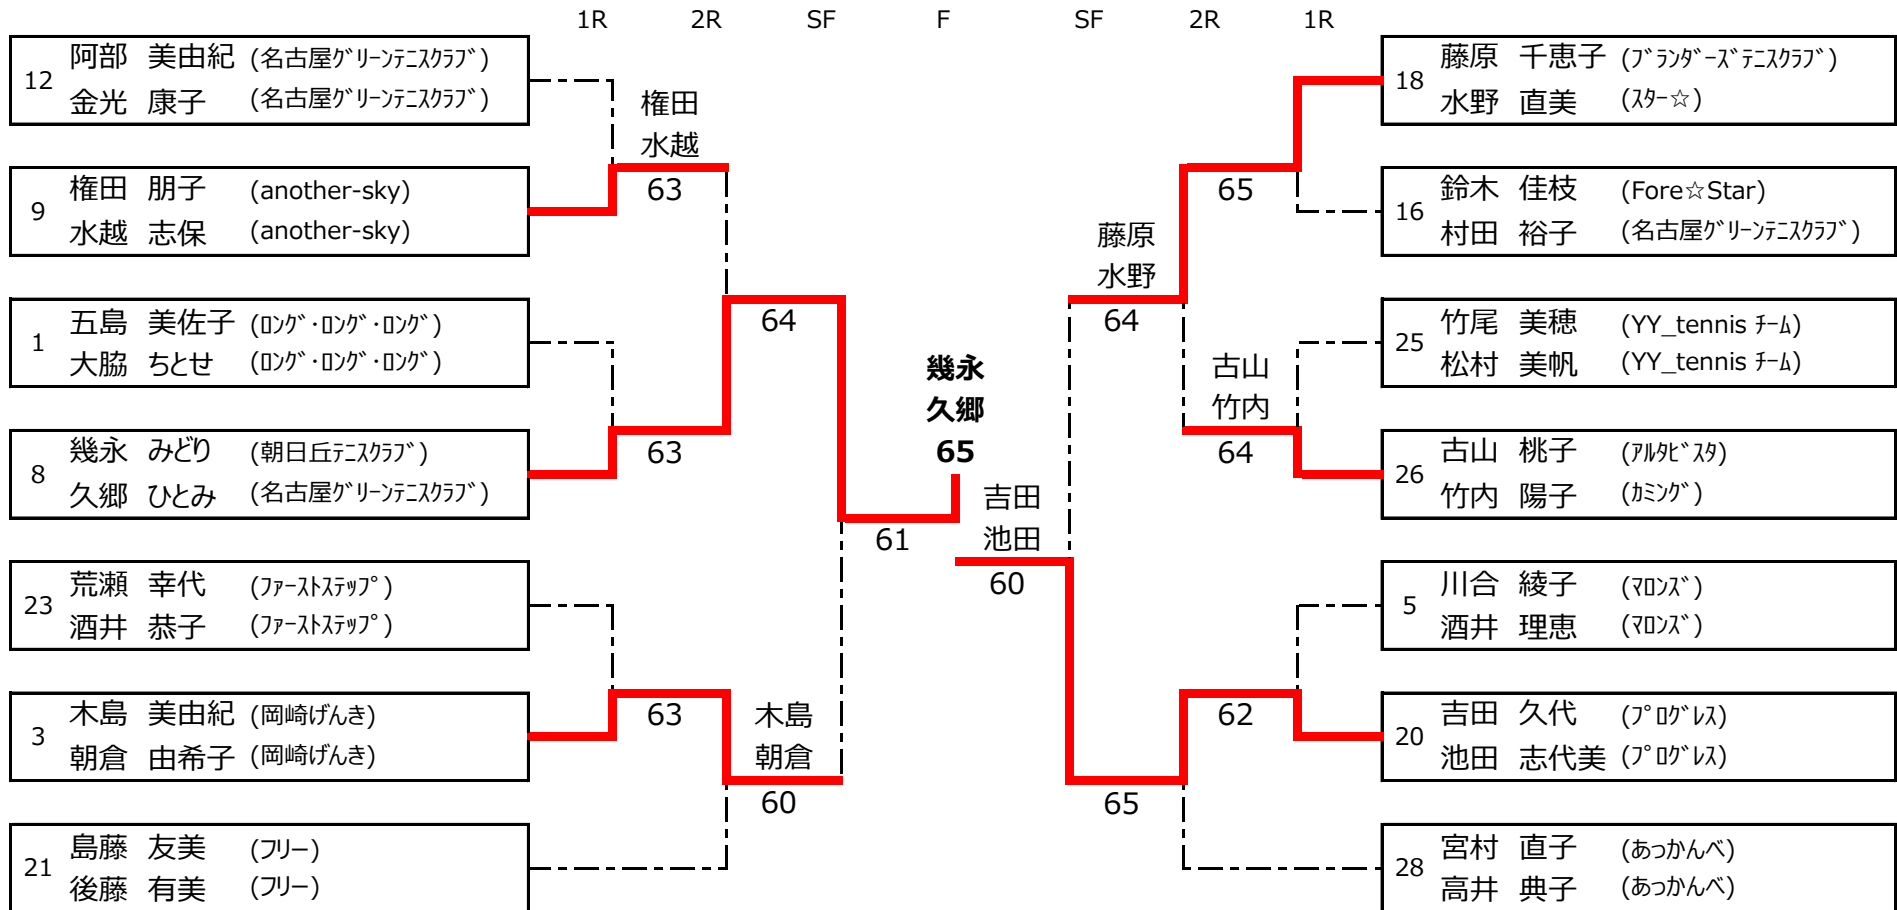 1R 2R SF F SF 2R 1R
12 阿部 美由紀 (名古屋ｸﾞﾘｰﾝﾃﾆｽｸﾗﾌﾞ)
金光 康子 (名古屋ｸﾞﾘｰﾝﾃﾆｽｸﾗﾌﾞ)
権田
水越
63
9 権田 朋子 (another-sky)
水越 志保 (another-sky)
1 五島 美佐子 (ﾛﾝｸﾞ･ﾛﾝｸﾞ･ﾛﾝｸﾞ)
大脇 ちとせ (ﾛﾝｸﾞ･ﾛﾝｸﾞ･ﾛﾝｸﾞ)
64
8 幾永 みどり (朝日丘ﾃﾆｽｸﾗﾌﾞ)
久郷 ひとみ (名古屋ｸﾞﾘｰﾝﾃﾆｽｸﾗﾌﾞ)
63
23 荒瀬 幸代 (ﾌｧｰｽﾄｽﾃｯﾌﾟ)
酒井 恭子 (ﾌｧｰｽﾄｽﾃｯﾌﾟ)
61
3 木島 美由紀 (岡崎げんき)
朝倉 由希子 (岡崎げんき)
63
木島
朝倉
60
21 島藤 友美 (ﾌﾘｰ)
後藤 有美 (ﾌﾘｰ)
幾永
久郷
65
吉田
池田
60
18 藤原 千恵子 (ﾌﾞﾗﾝﾀﾞｰｽﾞﾃﾆｽｸﾗﾌﾞ)
水野 直美 (ｽﾀｰ☆)
65
16 鈴木 佳枝 (Fore☆Star)
村田 裕子 (名古屋ｸﾞﾘｰﾝﾃﾆｽｸﾗﾌﾞ)
藤原
水野
64
25 竹尾 美穂 (YY_tennis ﾁｰﾑ)
松村 美帆 (YY_tennis ﾁｰﾑ)
古山
竹内
64
26 古山 桃子 (ｱﾙﾀﾋﾞｽﾀ)
竹内 陽子 (ｶﾐﾝｸﾞ)
5 川合 綾子 (ﾏﾛﾝｽﾞ)
酒井 理恵 (ﾏﾛﾝｽﾞ)
62
20 吉田 久代 (ﾌﾟﾛｸﾞﾚｽ)
池田 志代美 (ﾌﾟﾛｸﾞﾚｽ)
65
28 宮村 直子 (あっかんべ)
高井 典子 (あっかんべ)